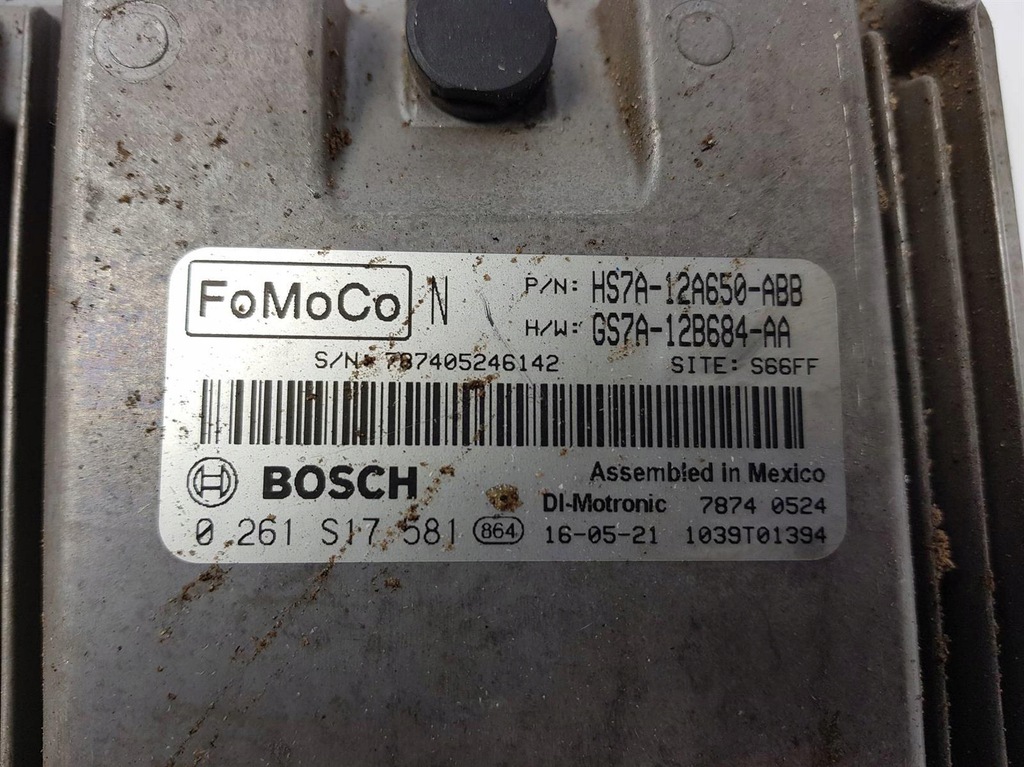 FoMoCo N P/N: HS7A-12A650-ABB
H/W: GS7A-12B684-AA
S/N: 787405246142 SITE: S66FF
BOSCH Assembled in Mexico
DI-Motronic 7874 0524
0 261 S17 581 864 16-05-21 1039T01394